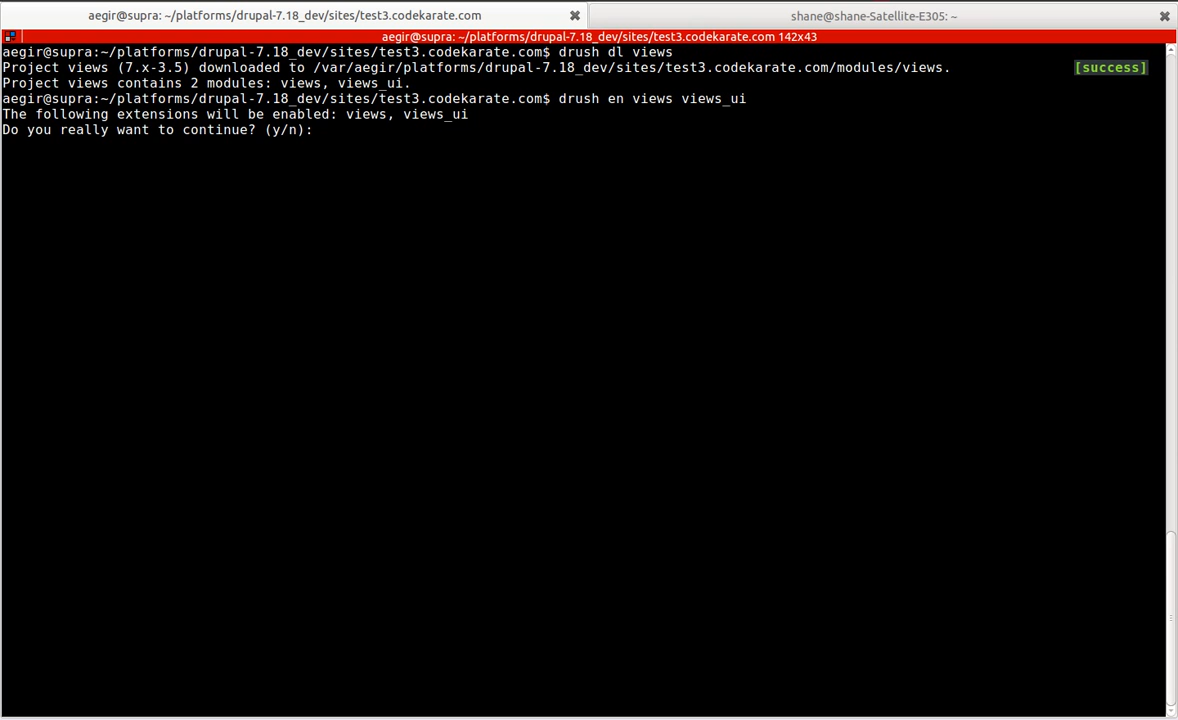 aegir@supra: ~/platforms/drupal-7.18_dev/sites/test3.codekarate.com
shane@shane-Satellite-E305: ~
aegir@supra: ~/platforms/drupal-7.18_dev/sites/test3.codekarate.com 142x43
aegir@supra:~/platforms/drupal-7.18_dev/sites/test3.codekarate.com$ drush dl views
Project views (7.x-3.5) downloaded to /var/aegir/platforms/drupal-7.18_dev/sites/test3.codekarate.com/modules/views. [success]
Project views contains 2 modules: views, views_ui.
aegir@supra:~/platforms/drupal-7.18_dev/sites/test3.codekarate.com$ drush en views views_ui
The following extensions will be enabled: views, views_ui
Do you really want to continue? (y/n):